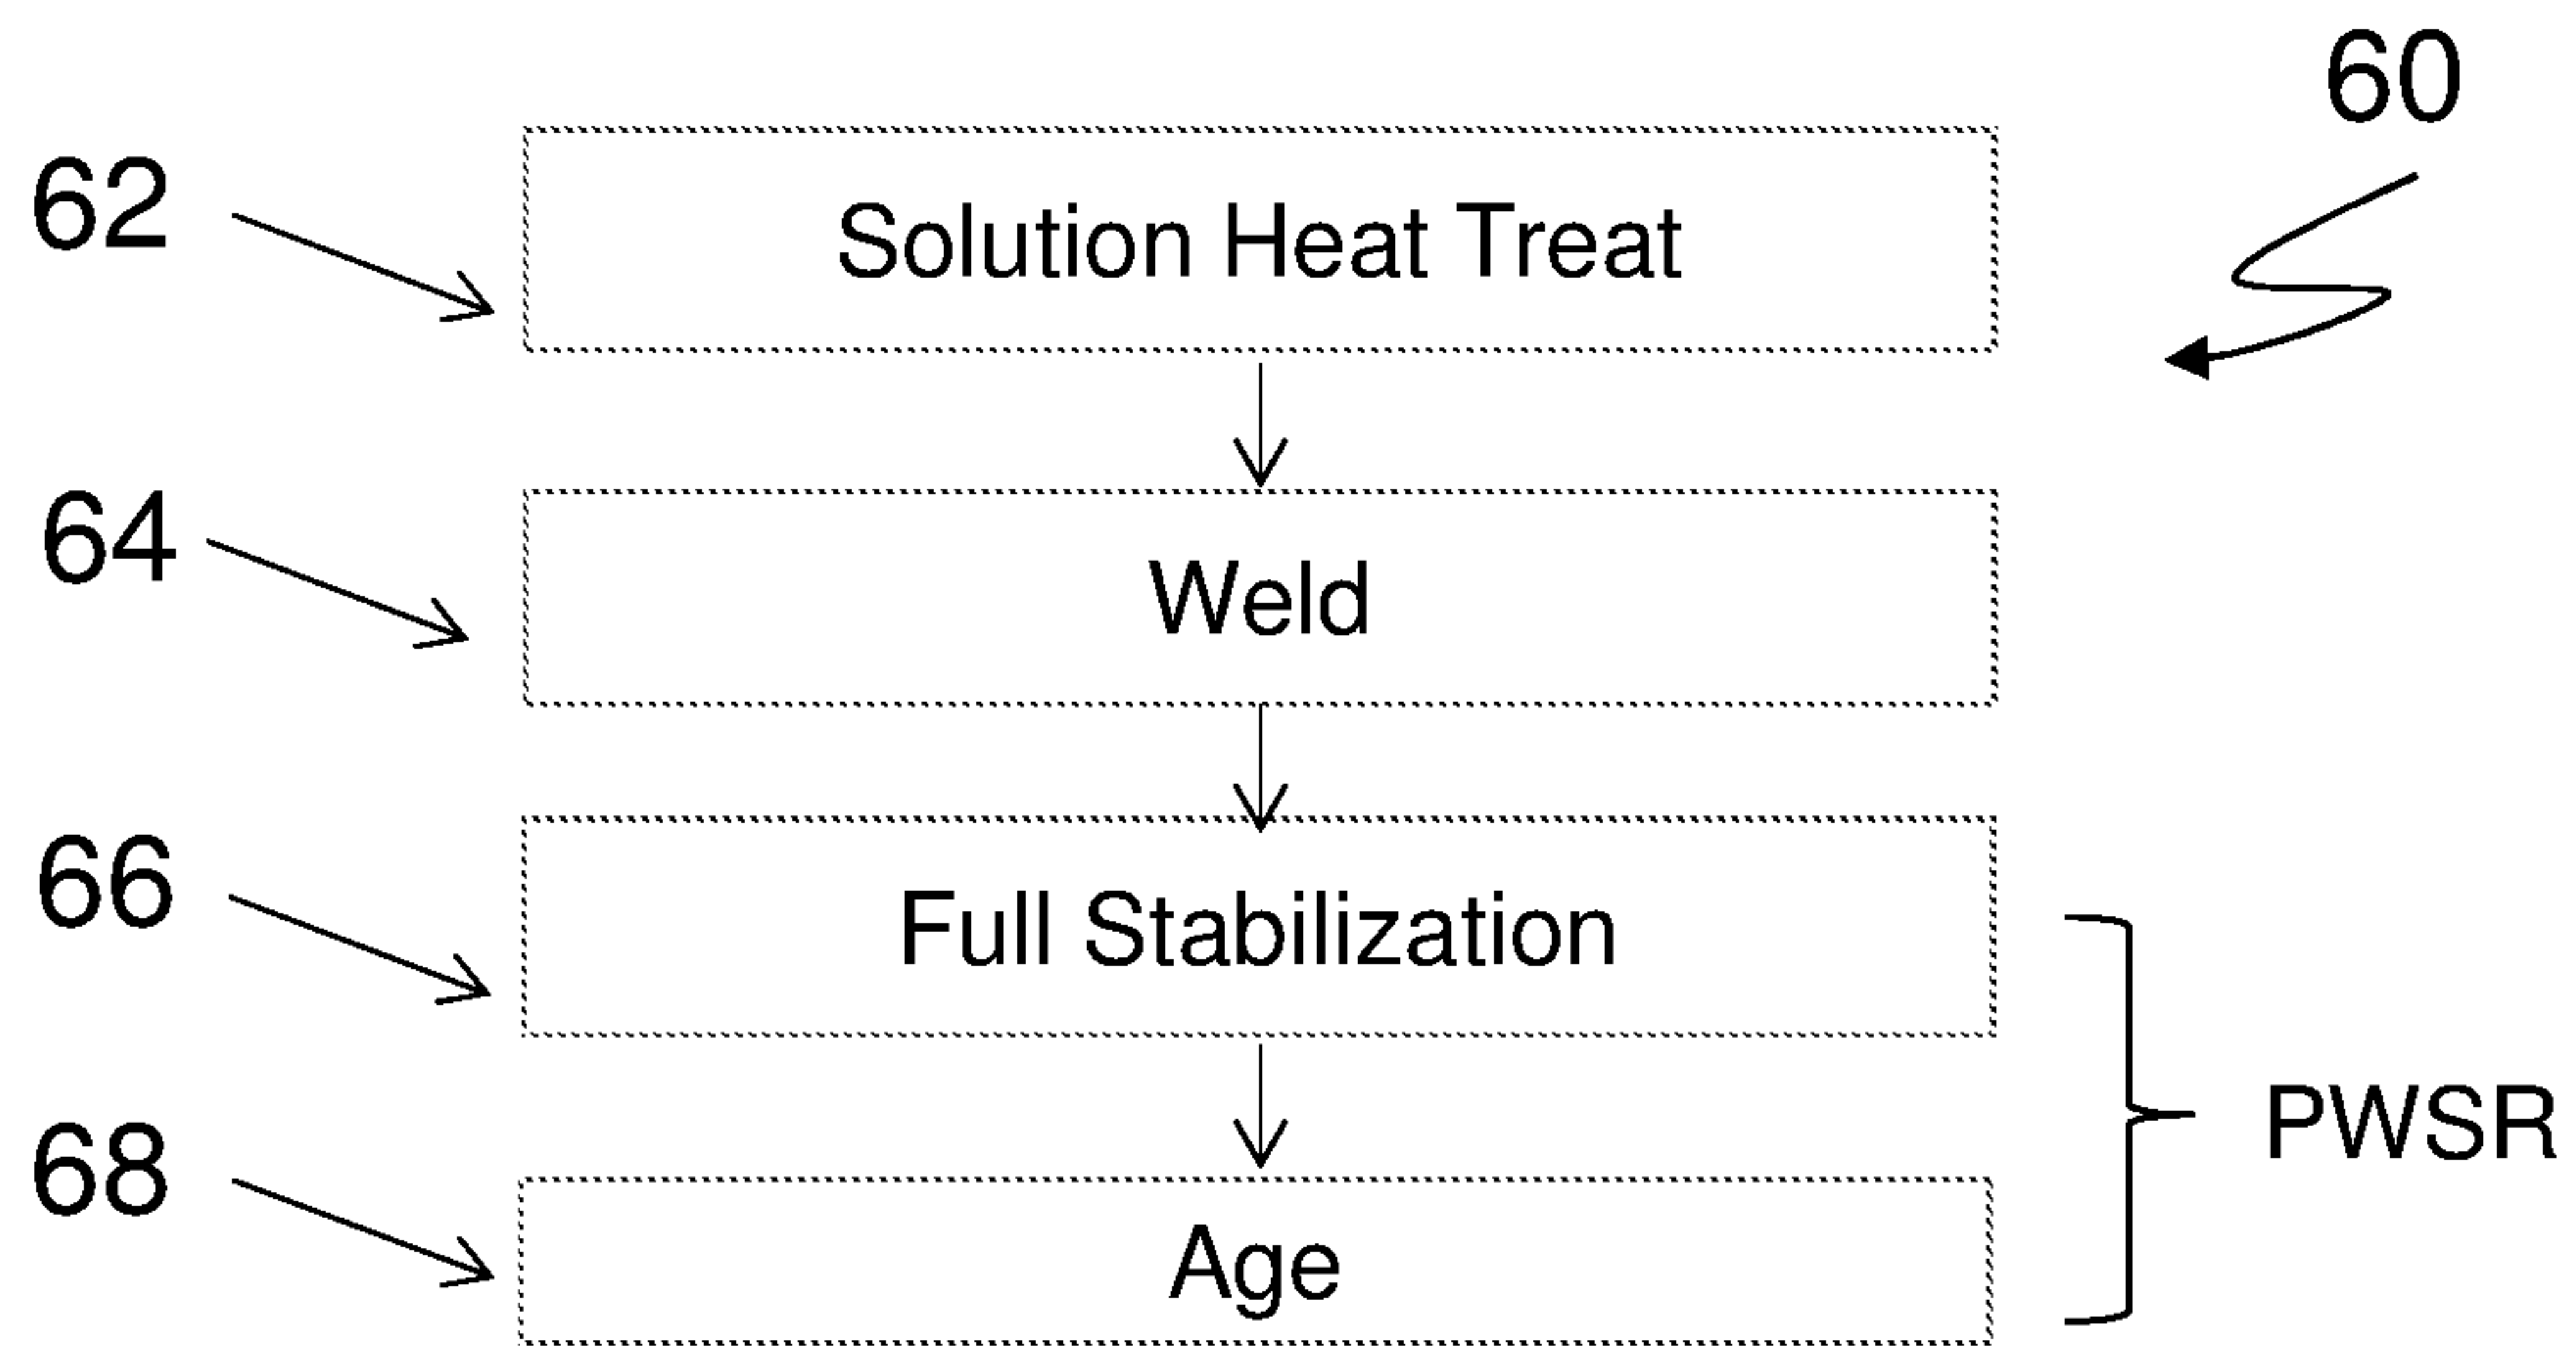 60
62
Solution Heat Treat
64
Weld
66
Full Stabilization
PWSR
68
Age